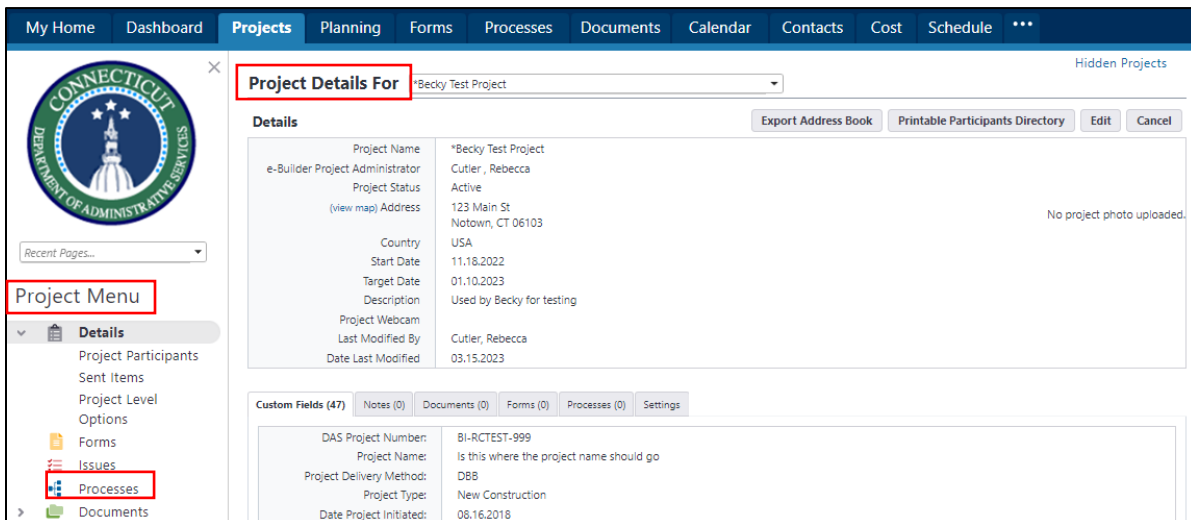 My Home Dashboard Projects Planning Forms Processes Documents Calendar Contacts Cost Schedule •••
Hidden Projects
CONNECTICUT
DEPARTMENT OF ADMINISTRATIVE SERVICES
Recent Pages...
Project Menu
Details
Project Participants
Sent Items
Project Level
Options
Forms
Issues
Processes
Documents
Project Details For *Becky Test Project
Details Export Address Book Printable Participants Directory Edit Cancel
Project Name *Becky Test Project
e-Builder Project Administrator Cutler , Rebecca
Project Status Active
(view map) Address 123 Main St
Notown, CT 06103
No project photo uploaded.
Country USA
Start Date 11.18.2022
Target Date 01.10.2023
Description Used by Becky for testing
Project Webcam
Last Modified By Cutler, Rebecca
Date Last Modified 03.15.2023
Custom Fields (47) Notes (0) Documents (0) Forms (0) Processes (0) Settings
DAS Project Number: BI-RCTEST-999
Project Name: Is this where the project name should go
Project Delivery Method: DBB
Project Type: New Construction
Date Project Initiated: 08.16.2018